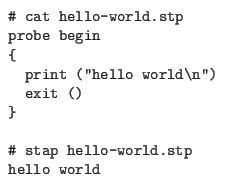 # cat hello-world.stp
probe begin
{
  print ("hello world\n")
  exit ()
}

# stap hello-world.stp
hello world